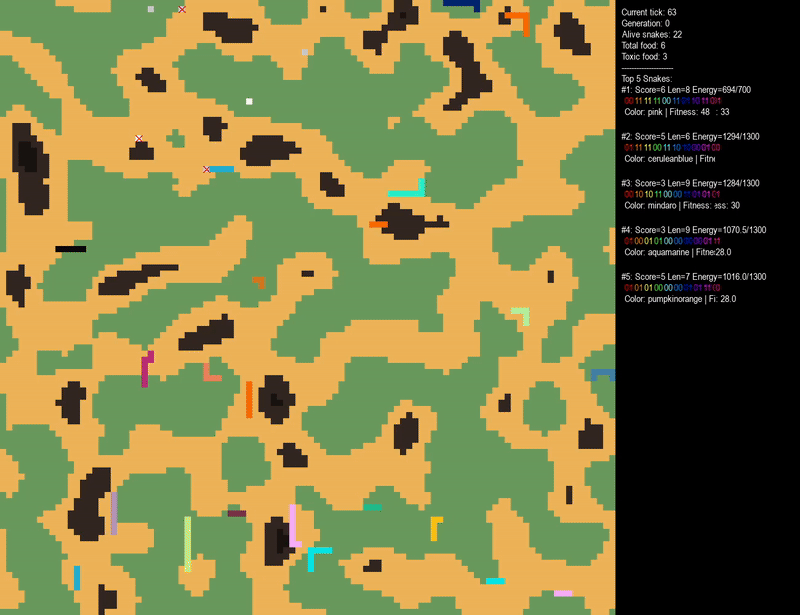 Current tick: 63
Generation: 0
Alive snakes: 22
Total food: 6
Toxic food: 3
--------------------
Top 5 Snakes:
#1: Score=6 Len=8 Energy=694/700
Color: pink | Fitness: 48 : 33
#2: Score=5 Len=6 Energy=1294/1300
Color: ceruleanblue | Fitne
#3: Score=3 Len=9 Energy=1284/1300
Color: mindaro | Fitness: 30
#4: Score=3 Len=9 Energy=1070.5/1300
Color: aquamarine | Fitne 28.0
#5: Score=5 Len=7 Energy=1016.0/1300
Color: pumpkinorange | Fi: 28.0